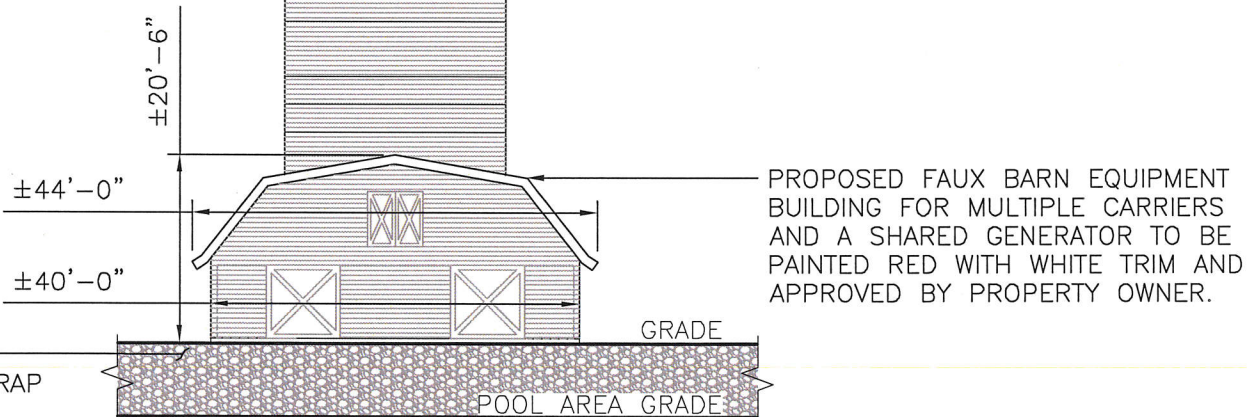 ±20'-6"
±44'-0"
±40'-0"
PROPOSED FAUX BARN EQUIPMENT
BUILDING FOR MULTIPLE CARRIERS
AND A SHARED GENERATOR TO BE
PAINTED RED WITH WHITE TRIM AND
APPROVED BY PROPERTY OWNER.
GRADE
RAP
POOL AREA GRADE